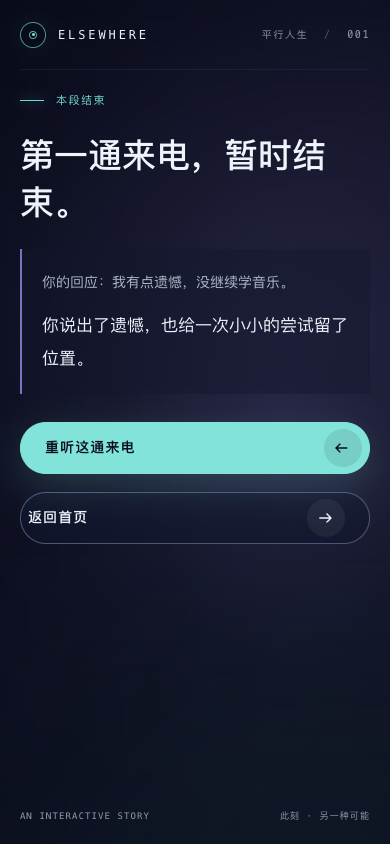 ELSEWHERE
平行人生 / 001
本段结束
第一通来电，暂时结
束。
你的回应：我有点遗憾，没继续学音乐。
你说出了遗憾，也给一次小小的尝试留了
位置。
重听这通来电
返回首页
AN INTERACTIVE STORY
此刻 · 另一种可能